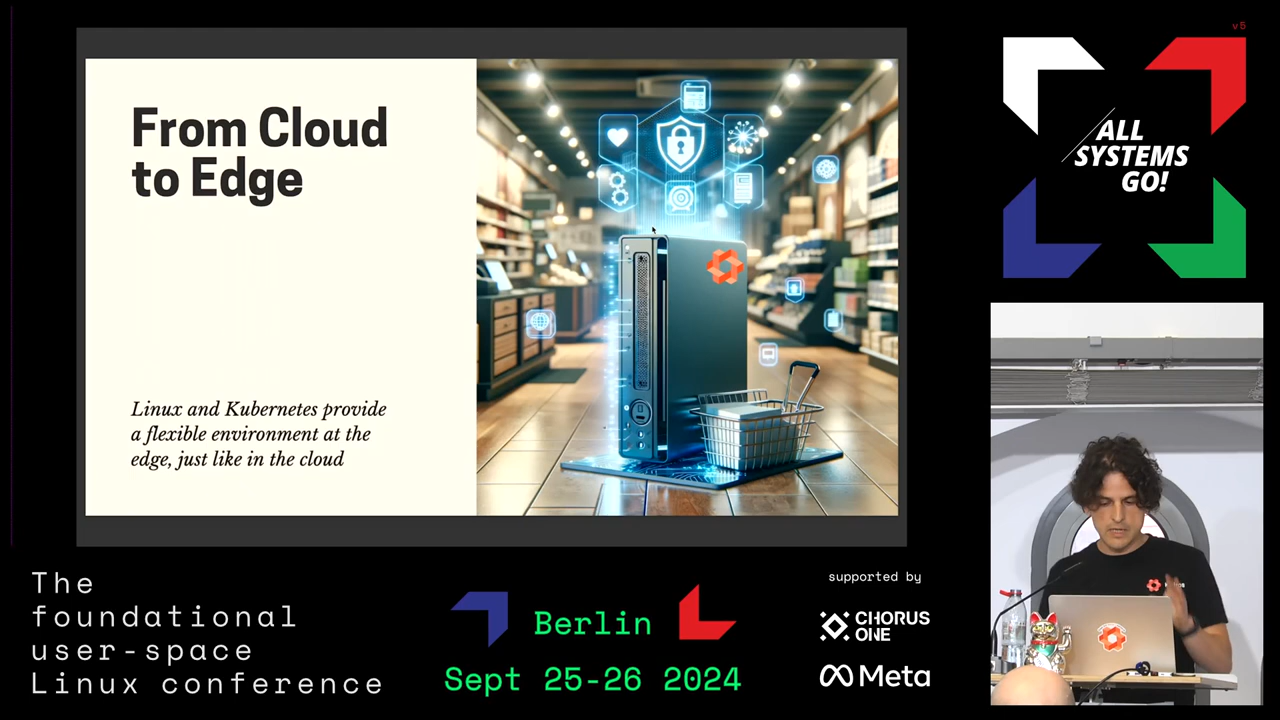 From Cloud
to Edge
Linux and Kubernetes provide
a flexible environment at the
edge, just like in the cloud
v5
ALL
SYSTEMS
GO!
The
foundational
user-space
Linux conference
Berlin
Sept 25-26 2024
supported by
CHORUS
ONE
Meta